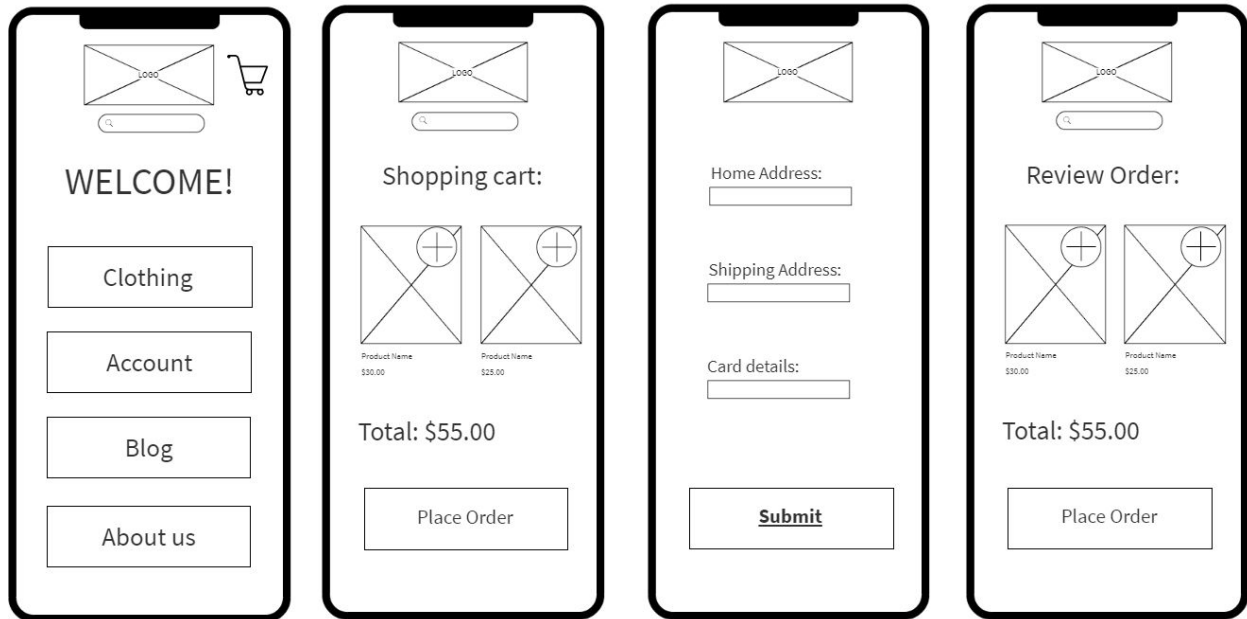 LOGO
WELCOME!
Clothing
Account
Blog
About us
LOGO
Shopping cart:
Product Name
$30.00
Product Name
$25.00
Total: $55.00
Place Order
LOGO
Home Address:
Shipping Address:
Card details:
Submit
LOGO
Review Order:
Product Name
$30.00
Product Name
$25.00
Total: $55.00
Place Order